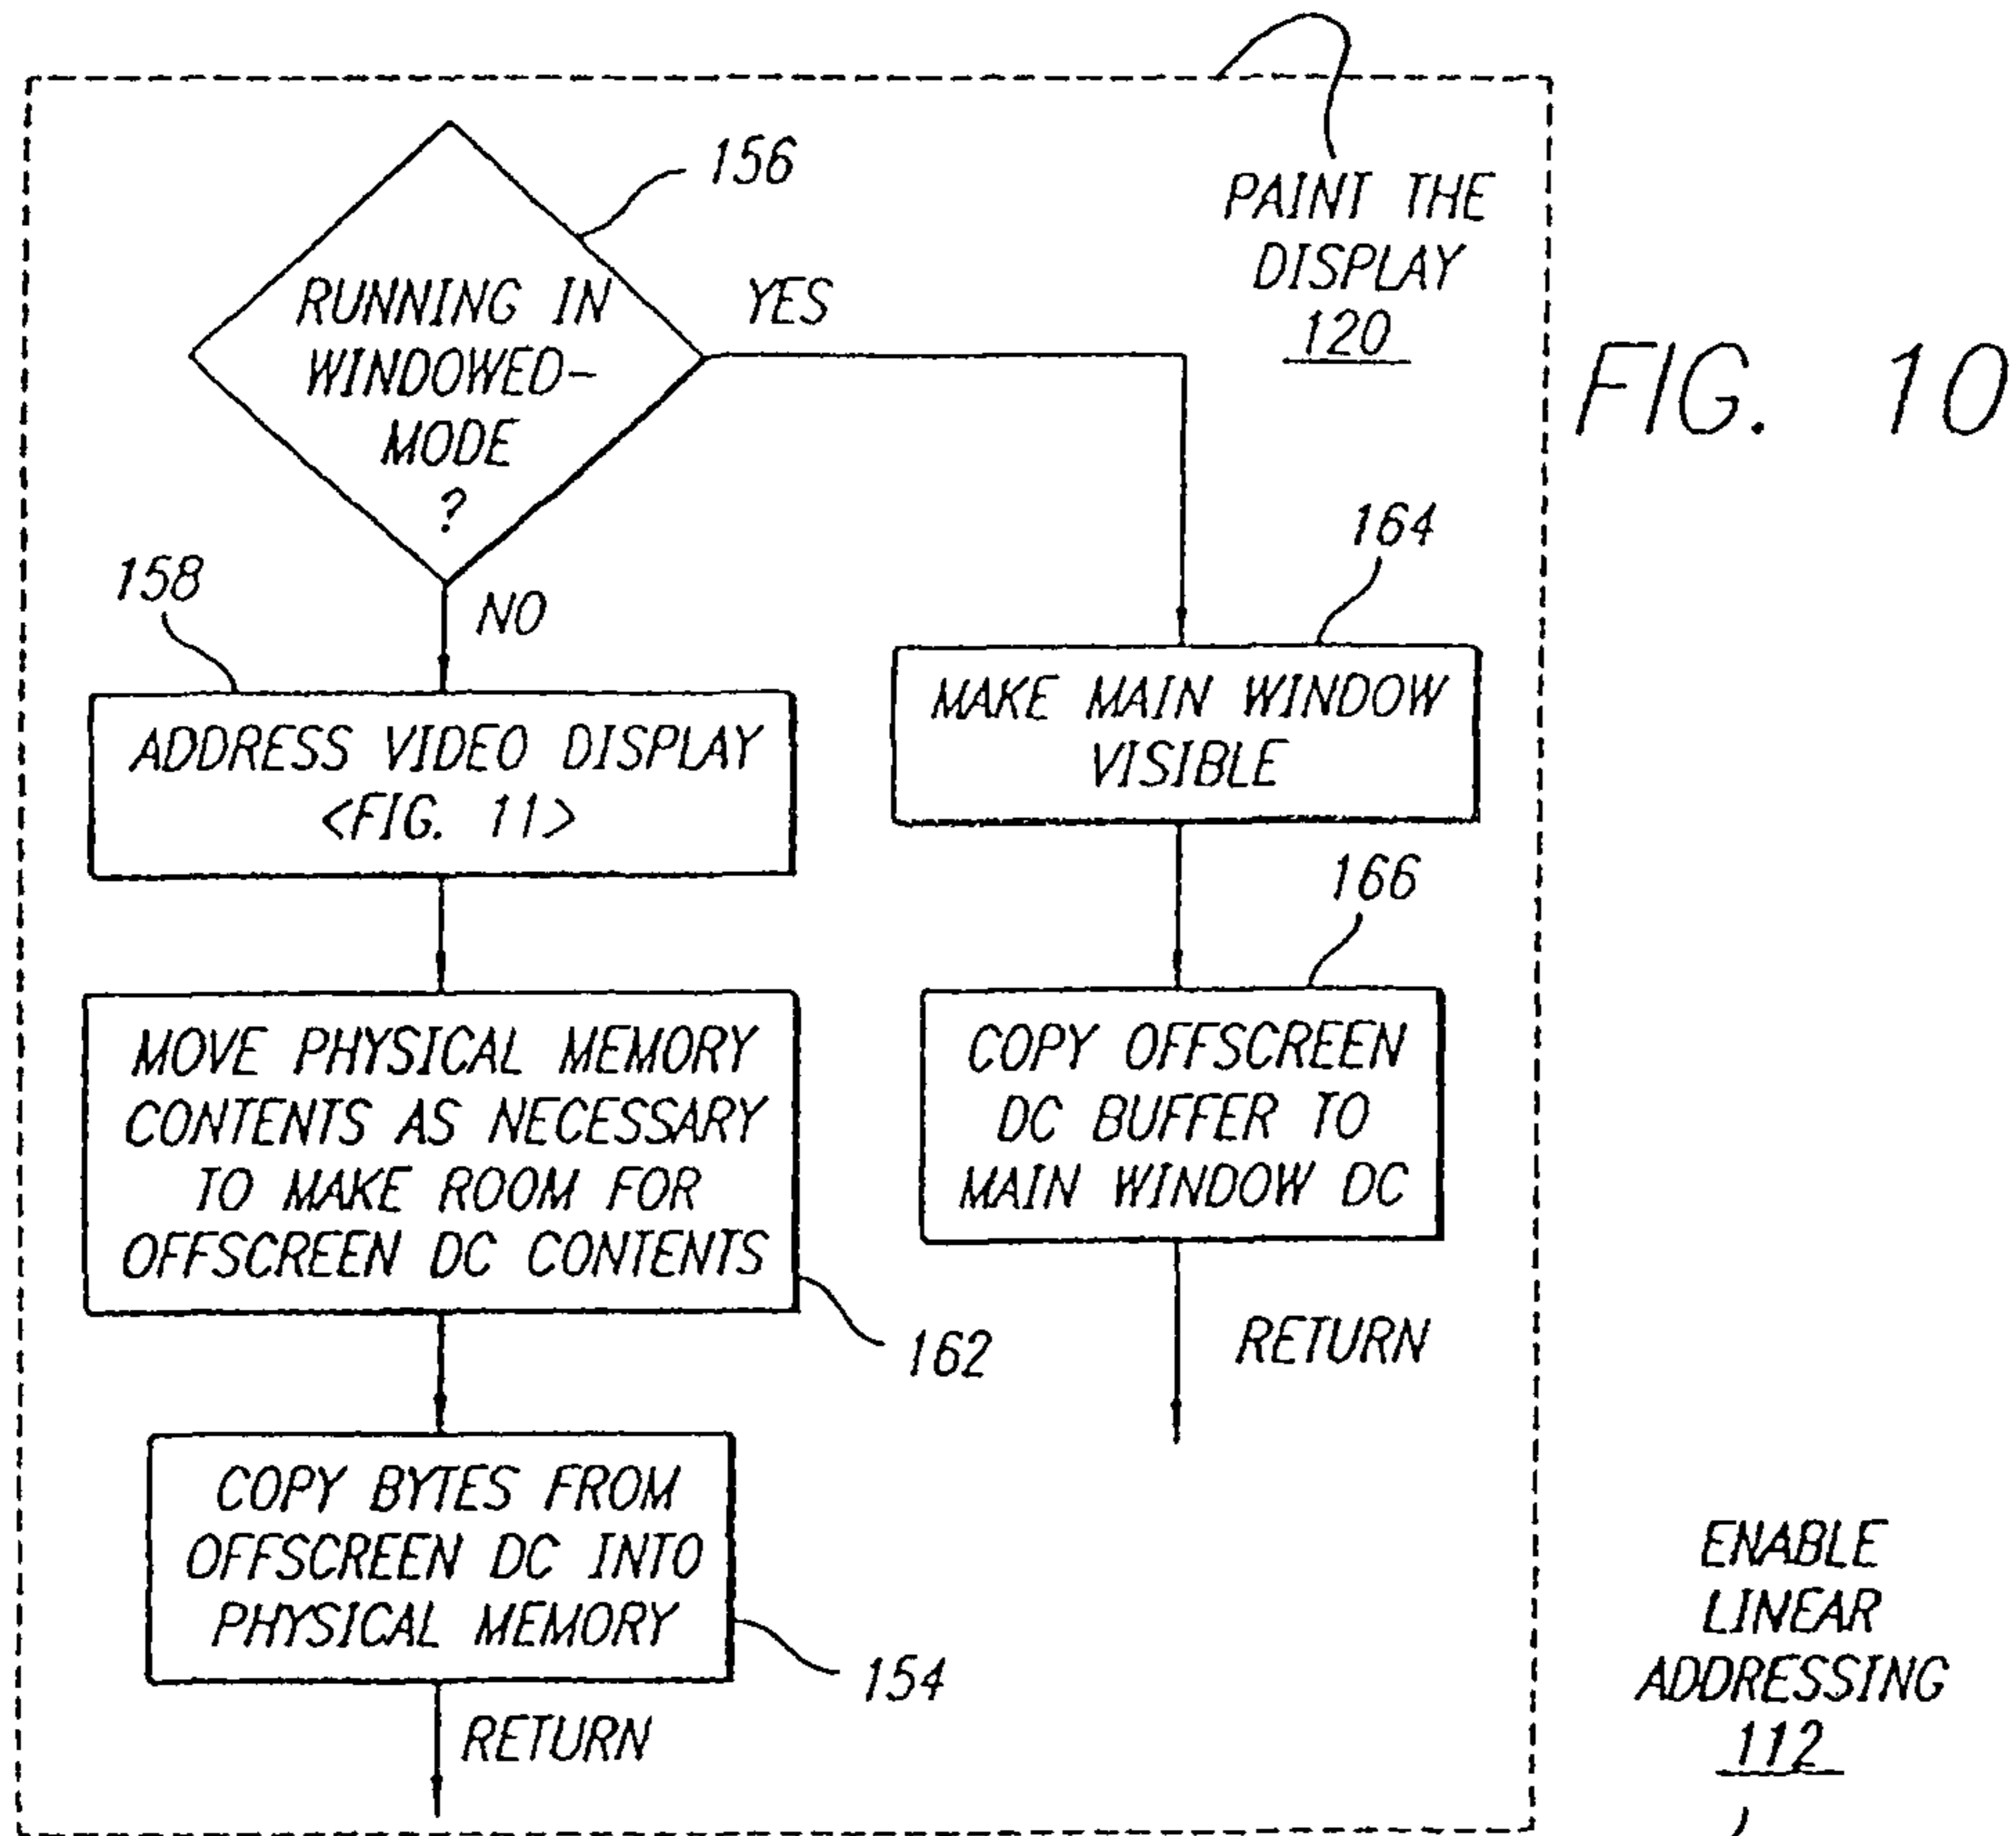 156
RUNNING IN
WINDOWED-
MODE
?
YES
NO
PAINT THE
DISPLAY
120
FIG. 10
158
ADDRESS VIDEO DISPLAY
<FIG. 11>
164
MAKE MAIN WINDOW
VISIBLE
166
MOVE PHYSICAL MEMORY
CONTENTS AS NECESSARY
TO MAKE ROOM FOR
OFFSCREEN DC CONTENTS
162
COPY OFFSCREEN
DC BUFFER TO
MAIN WINDOW DC
RETURN
COPY BYTES FROM
OFFSCREEN DC INTO
PHYSICAL MEMORY
154
RETURN
ENABLE
LINEAR
ADDRESSING
112